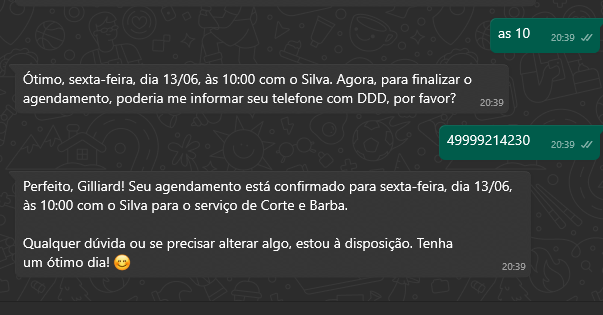 as 10
20:39
Ótimo, sexta-feira, dia 13/06, às 10:00 com o Silva. Agora, para finalizar o
agendamento, poderia me informar seu telefone com DDD, por favor?
20:39
49999214230
20:39
Perfeito, Gilliard! Seu agendamento está confirmado para sexta-feira, dia 13/06,
às 10:00 com o Silva para o serviço de Corte e Barba.
Qualquer dúvida ou se precisar alterar algo, estou à disposição. Tenha
um ótimo dia! 😊
20:39